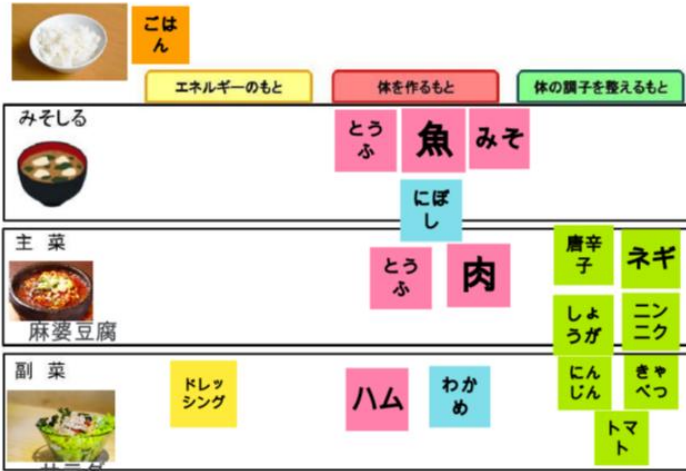 ごは
ん
エネルギーのもと
体を作るもと
体の調子を整えるもと
みそしる
とう
ふ
魚
みそ
にぼ
し
主 菜
麻婆豆腐
とう
ふ
肉
唐辛
子
ネギ
しょ
うが
ニン
ニク
副 菜
サラダ
ドレッ
シング
ハム
わか
め
にん
じん
きゃ
べつ
トマ
ト